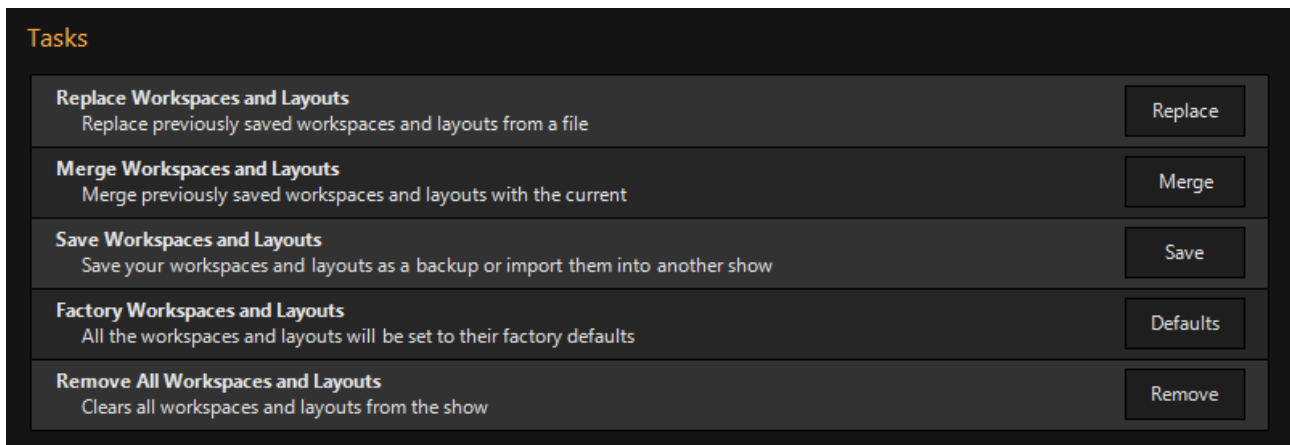 Tasks
Replace Workspaces and Layouts
Replace previously saved workspaces and layouts from a file
Replace
Merge Workspaces and Layouts
Merge previously saved workspaces and layouts with the current
Merge
Save Workspaces and Layouts
Save your workspaces and layouts as a backup or import them into another show
Save
Factory Workspaces and Layouts
All the workspaces and layouts will be set to their factory defaults
Defaults
Remove All Workspaces and Layouts
Clears all workspaces and layouts from the show
Remove